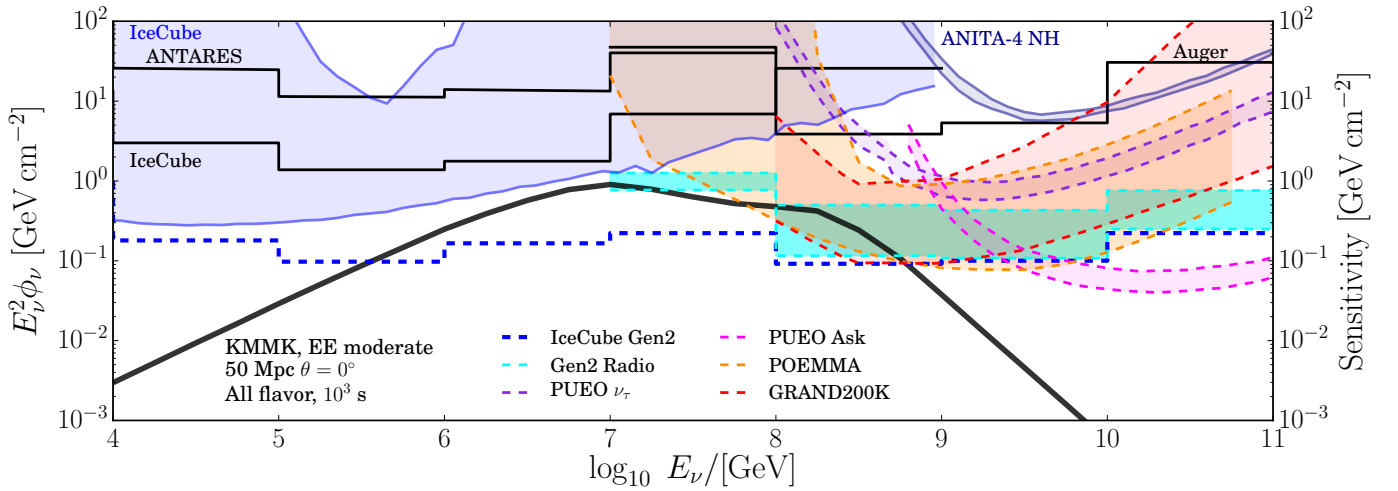 10²
10¹
10⁰
10⁻¹
10⁻²
10⁻³
E_ν²ϕ_ν [GeV cm⁻²]
IceCube
ANTARES
IceCube
ANITA-4 NH
Auger
KMMK, EE moderate
50 Mpc θ = 0°
All flavor, 10³ s
IceCube Gen2
Gen2 Radio
PUEO ν_τ
PUEO Ask
POEMMA
GRAND200K
10²
10¹
10⁰
10⁻¹
10⁻²
10⁻³
Sensitivity [GeV cm⁻²]
4 5 6 7 8 9 10 11
log₁₀ E_ν/[GeV]